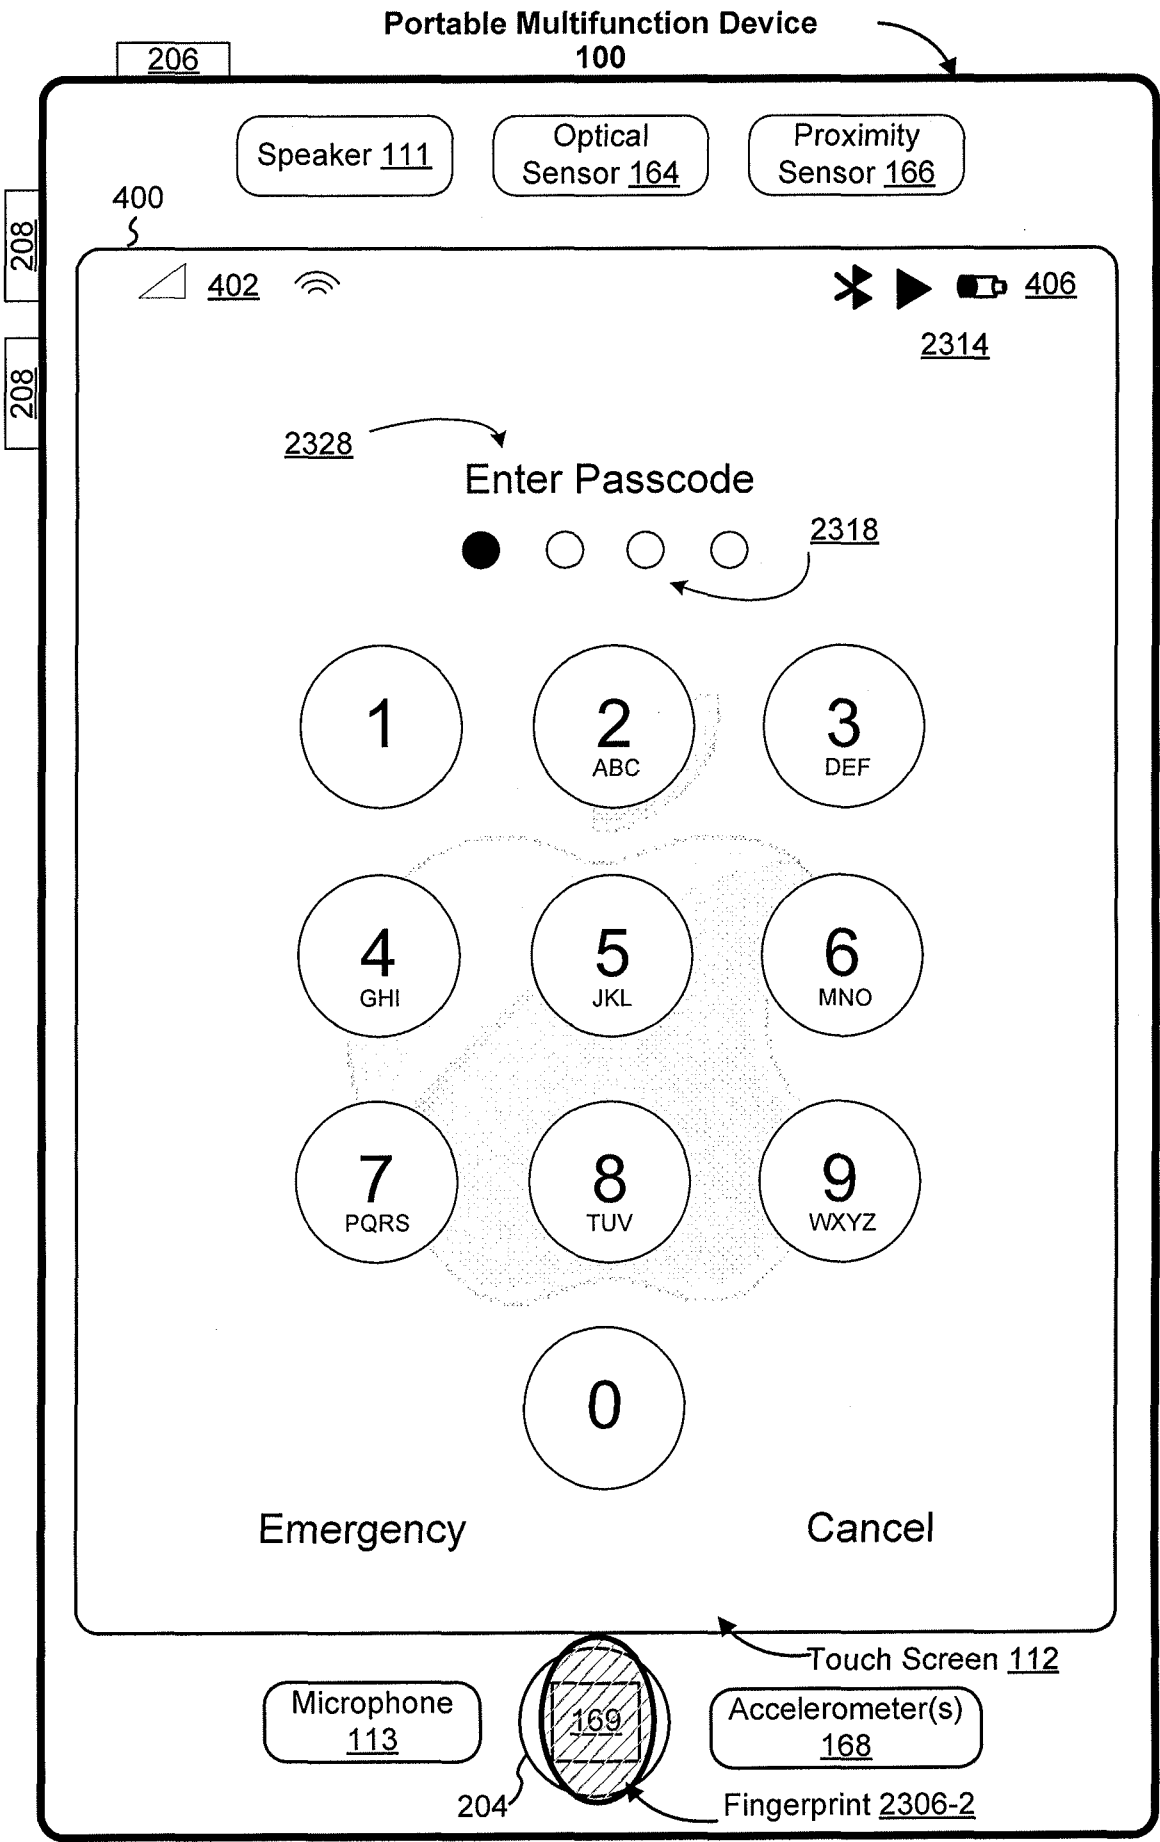 Portable Multifunction Device
100
206
Speaker 111
Optical
Sensor 164
Proximity
Sensor 166
208
400
402
406
2314
208
2328
Enter Passcode
2318
1
2
ABC
3
DEF
4
GHI
5
JKL
6
MNO
7
PQRS
8
TUV
9
WXYZ
0
Emergency
Cancel
Touch Screen 112
Microphone
113
169
Accelerometer(s)
168
204
Fingerprint 2306-2